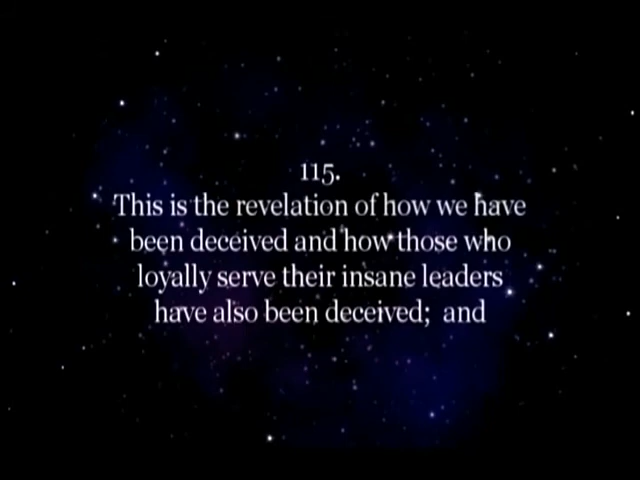 115.
This is the revelation of how we have
been deceived and how those who
loyally serve their insane leaders
have also been deceived;  and